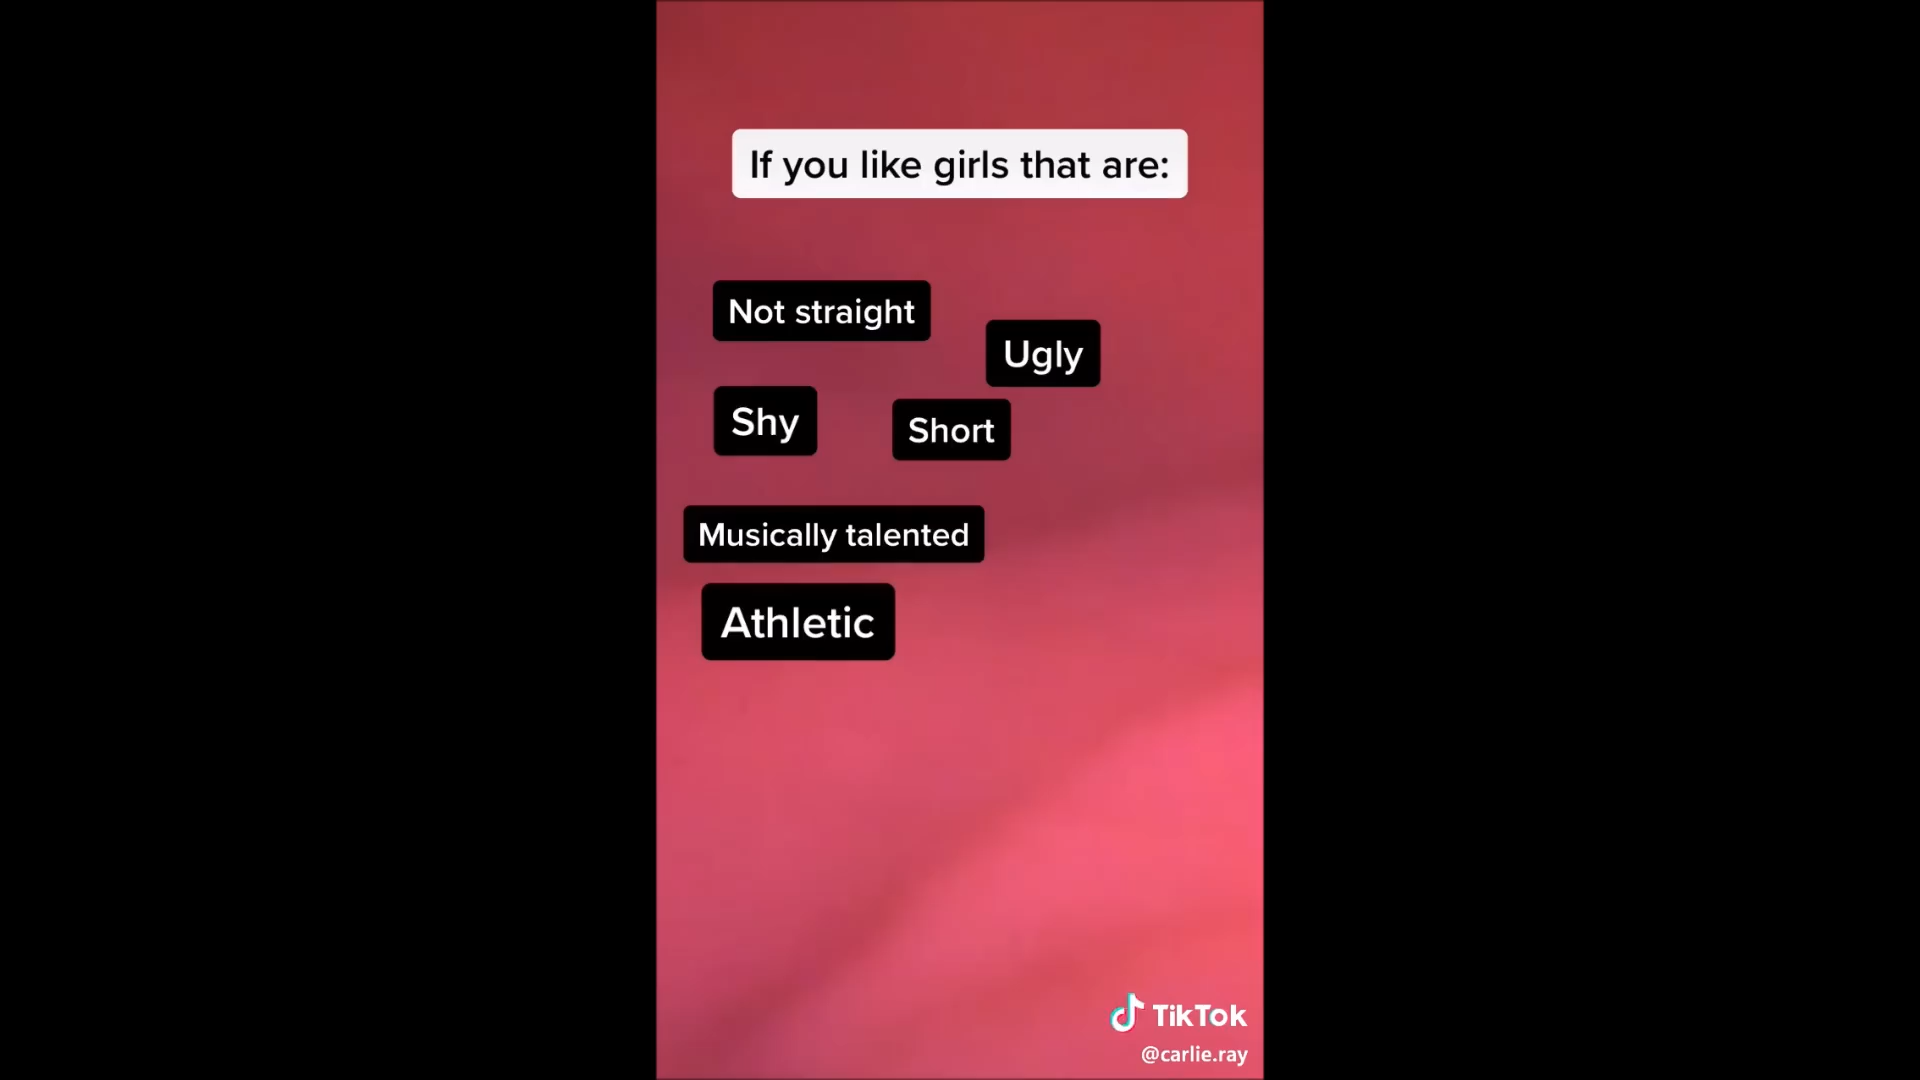 If you like girls that are:
Not straight
Ugly
Shy
Short
Musically talented
Athletic
TikTok
@carlie.ray